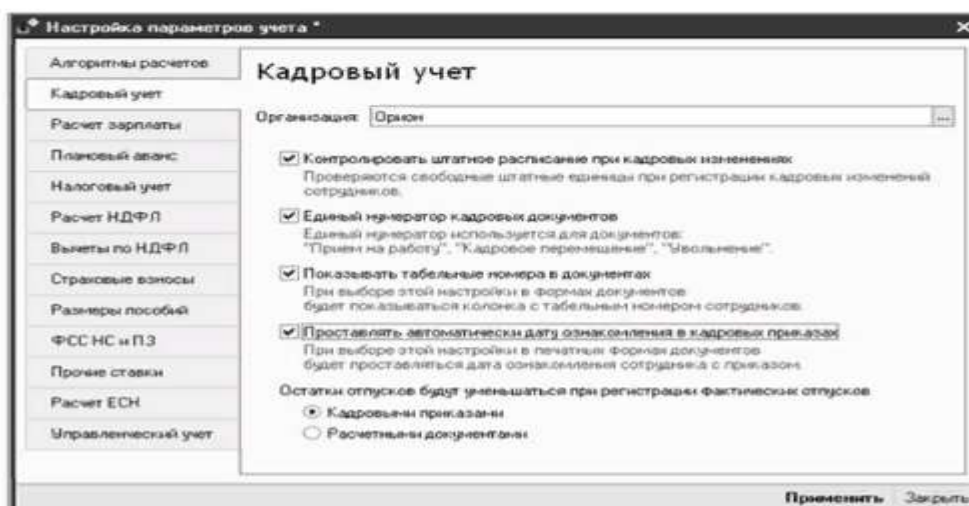 Настройка параметров учета *
Алгоритмы расчетов
Кадровый учет
Расчет зарплаты
Плановый аванс
Налоговый учет
Расчет НДФЛ
Вычеты по НДФЛ
Страховые взносы
Размеры пособий
ФСС НС и ПЗ
Прочие ставки
Расчет ЕСН
Управленческий учет
Кадровый учет
Организация: Орион ...
Контролировать штатное расписание при кадровых изменениях
Проверяются свободные штатные единицы при регистрации кадровых изменений
сотрудников.
Единый нумератор кадровых документов
Единый нумератор используется для документов:
"Прием на работу", "Кадровое перемещение", "Увольнение".
Показывать табельные номера в документах
При выборе этой настройки в формах документов
будет показываться колонка с табельным номером сотрудников.
Проставлять автоматически дату ознакомления в кадровых приказах
При выборе этой настройки в печатных формах документов
будет проставляться дата ознакомления сотрудника с приказом.
Остатки отпусков будут уменьшаться при регистрации фактических отпусков
Кадровыми приказами
Расчетными документами
Применить Закрыть